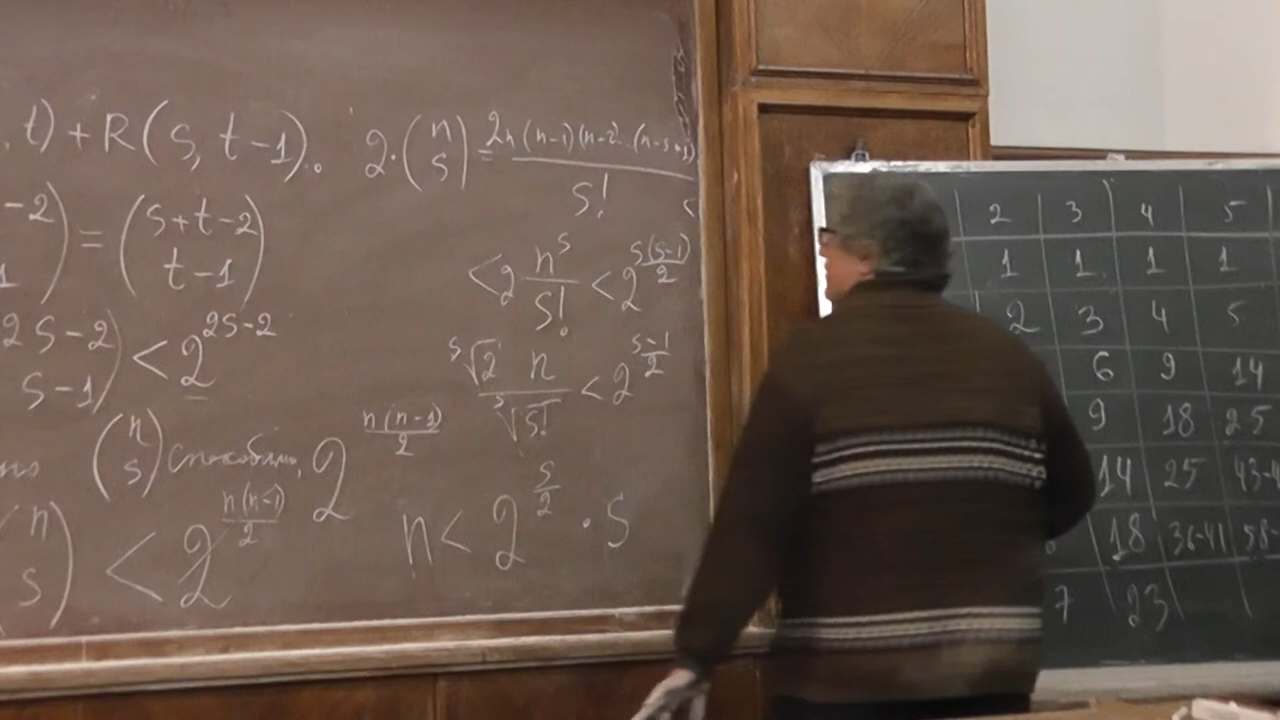 t) + R(s, t-1).
-2) = (s+t-2 t-1)
2s-2 s-1) < 2^{2s-2}
(n s) способами, 2^{n(n-1)/2}
(n s) < 2^{n(n-1)/2}
2·(n s) = 2n(n-1)(n-2)...(n-s+1)/s! <
< 2 n^s/s! < 2^{s(s-1)/2}
^s√2 n / ^s√s! < 2^{s-1/2}
n < 2^{s/2} · s
2 3 4 5
1 1 1 1
2 3 4 5
6 9 14
9 18 25
14 25 43-4
18 36-41 58-
7 23